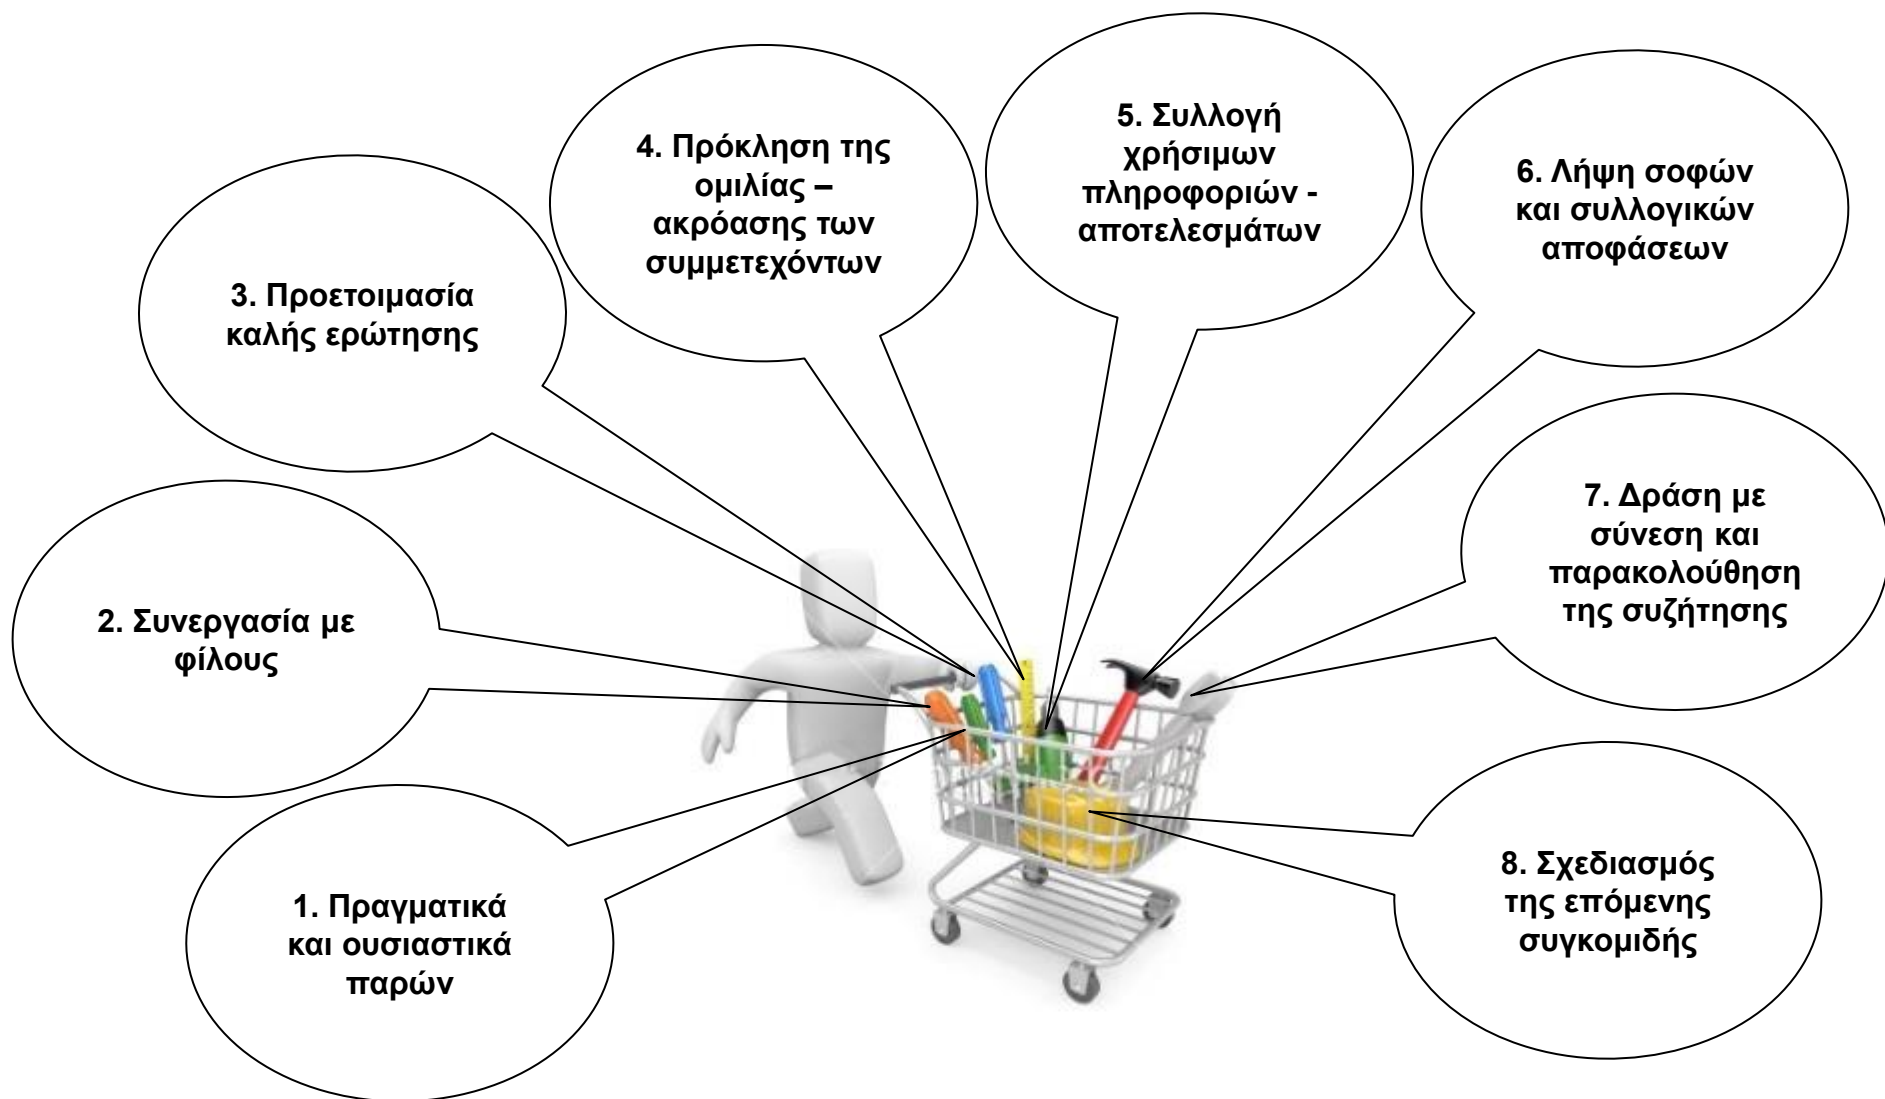 1. Πραγματικά
και ουσιαστικά
παρών
2. Συνεργασία με
φίλους
3. Προετοιμασία
καλής ερώτησης
4. Πρόκληση της
ομιλίας –
ακρόασης των
συμμετεχόντων
5. Συλλογή
χρήσιμων
πληροφοριών -
αποτελεσμάτων
6. Λήψη σοφών
και συλλογικών
αποφάσεων
7. Δράση με
σύνεση και
παρακολούθηση
της συζήτησης
8. Σχεδιασμός
της επόμενης
συγκομιδής